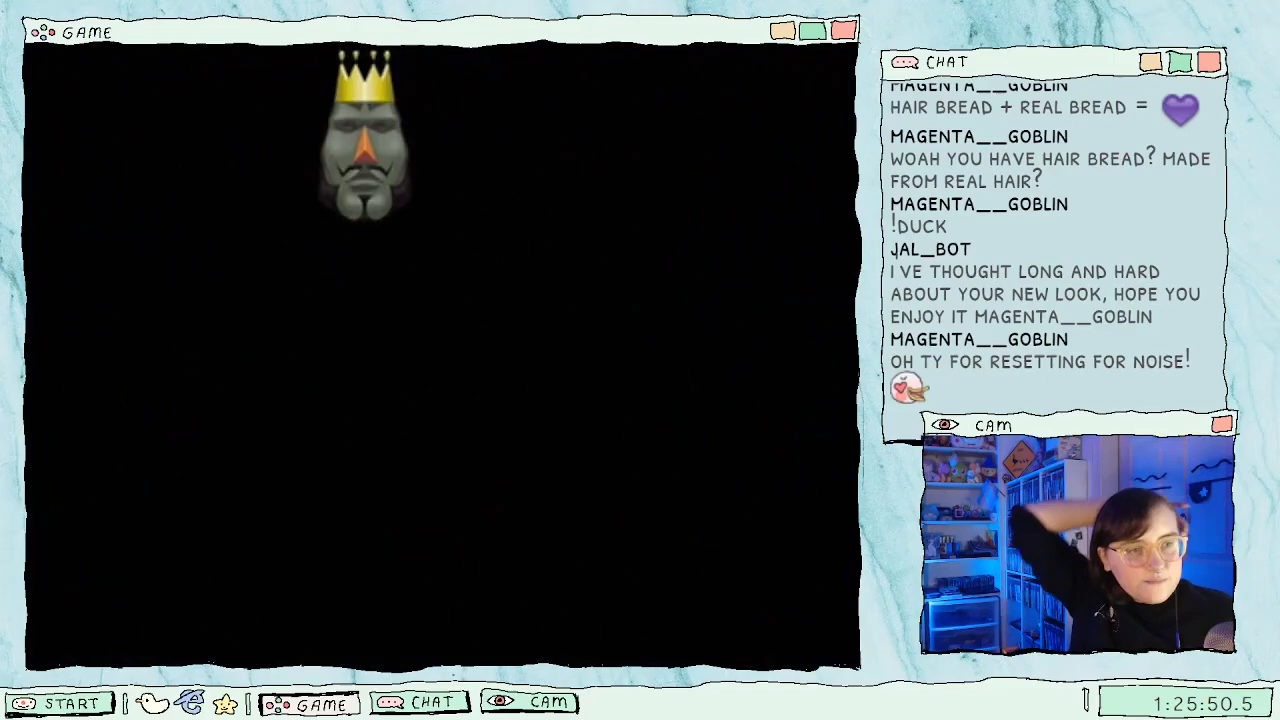 GAME
CHAT
MAGENTA__GOBLIN
HAIR BREAD + REAL BREAD =
MAGENTA__GOBLIN
WOAH YOU HAVE HAIR BREAD? MADE
FROM REAL HAIR?
MAGENTA__GOBLIN
!DUCK
JAL_BOT
I VE THOUGHT LONG AND HARD
ABOUT YOUR NEW LOOK, HOPE YOU
ENJOY IT MAGENTA__GOBLIN
MAGENTA__GOBLIN
OH TY FOR RESETTING FOR NOISE!
CAM
START
GAME
CHAT
CAM
1:25:50.5